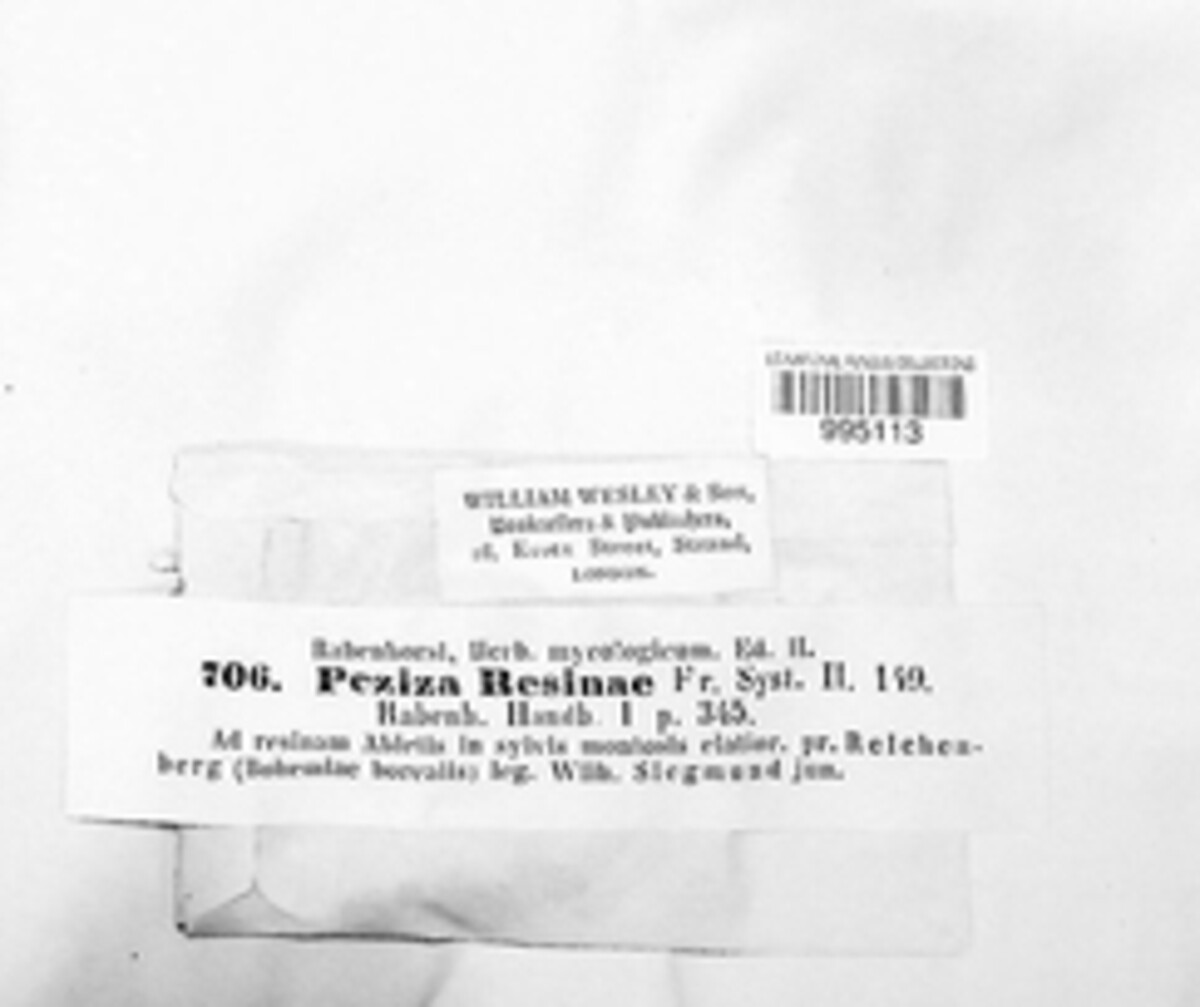 995113
WILLIAM WESLEY & Son,
Booksellers & Publishers,
28, Essex Street, Strand,
LONDON.
Rabenhorst, Herb. mycologicum. Ed. II.
706. Peziza Resinae Fr. Syst. II. 149.
Rabenh. Handb. I p. 345.
Ad resinam Abietis in sylvis montosis elatior. pr. Reichen-
berg (Bohemiae borealis) leg. Wilh. Siegmund jun.